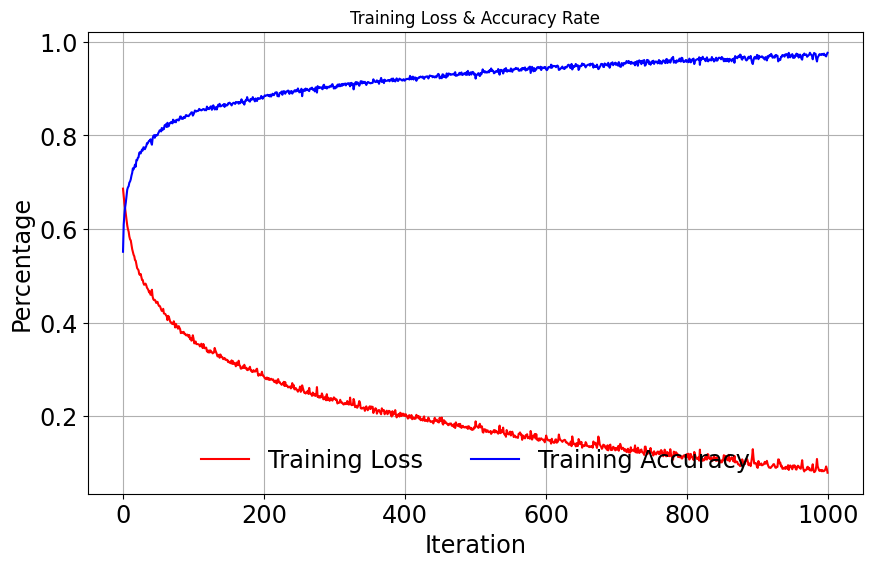 Training Loss & Accuracy Rate
1.0
0.8
0.6
0.4
0.2
Percentage
Training Loss Training Accuracy
0 200 400 600 800 1000
Iteration